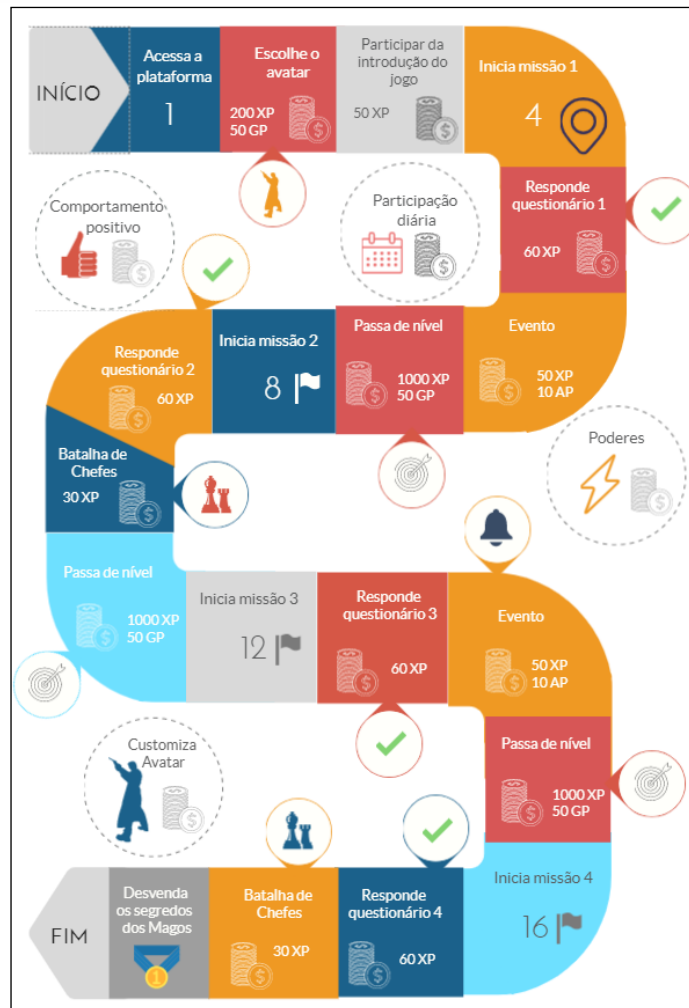 INÍCIO
Acessa a
plataforma
1
Escolhe o
avatar
200 XP
50 GP
Participar da
introdução do
jogo
50 XP
Inicia missão 1
4
Responde
questionário 1
60 XP
Comportamento
positivo
Participação
diária
Evento
50 XP
10 AP
Passa de nível
1000 XP
50 GP
Inicia missão 2
8
Responde
questionário 2
60 XP
Batalha de
Chefes
30 XP
Poderes
Passa de nível
1000 XP
50 GP
Inicia missão 3
12
Responde
questionário 3
60 XP
Evento
50 XP
10 AP
Passa de nível
1000 XP
50 GP
Customiza
Avatar
Inicia missão 4
16
Responde
questionário 4
60 XP
Batalha de
Chefes
30 XP
Desvenda
os segredos
dos Magos
1
FIM